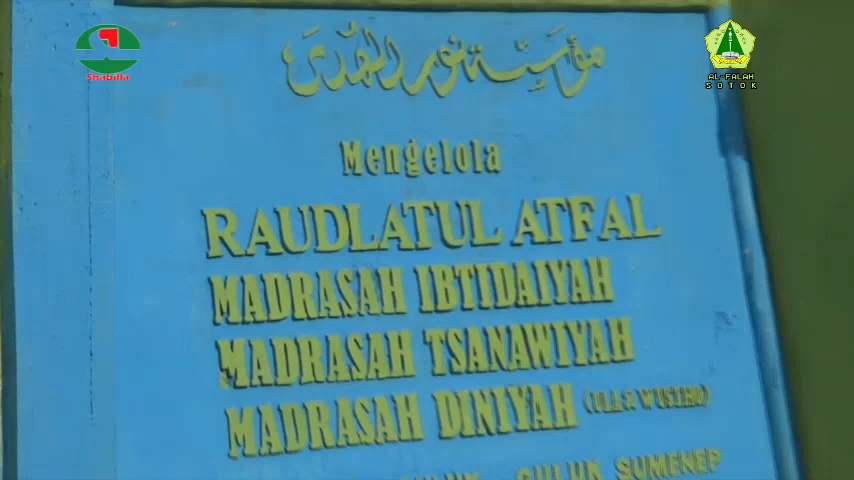 Shabilla
AL-FALAH
SOTOK
مؤسسة نور الهدى
Mengelola
RAUDLATUL ATFAL
MADRASAH IBTIDAIYAH
MADRASAH TSANAWIYAH
MADRASAH DINIYAH (ULA & WUSTHO)
GULUK SUMENEP